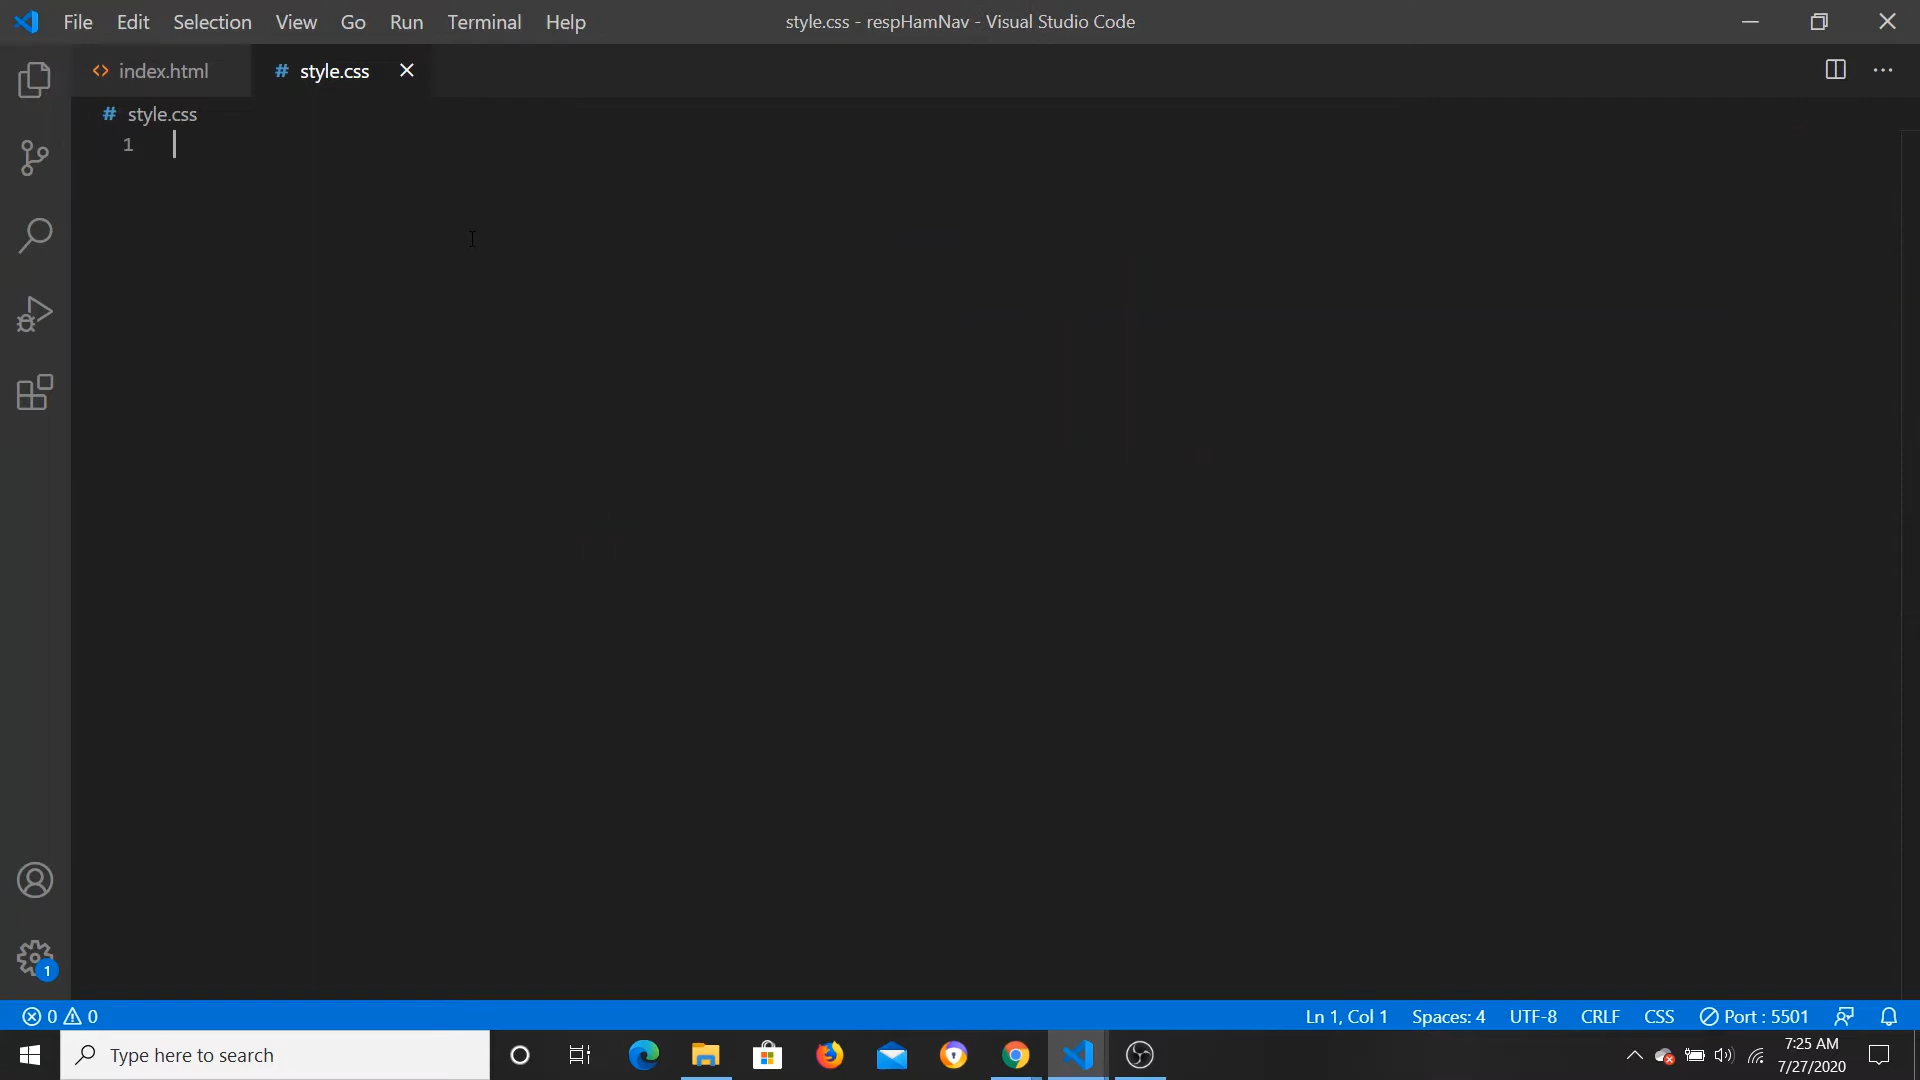 File Edit Selection View Go Run Terminal Help style.css - respHamNav - Visual Studio Code
<> index.html # style.css
# style.css
1
1
0 0 Ln 1, Col 1 Spaces: 4 UTF-8 CRLF CSS Port : 5501
Type here to search 7:25 AM
7/27/2020